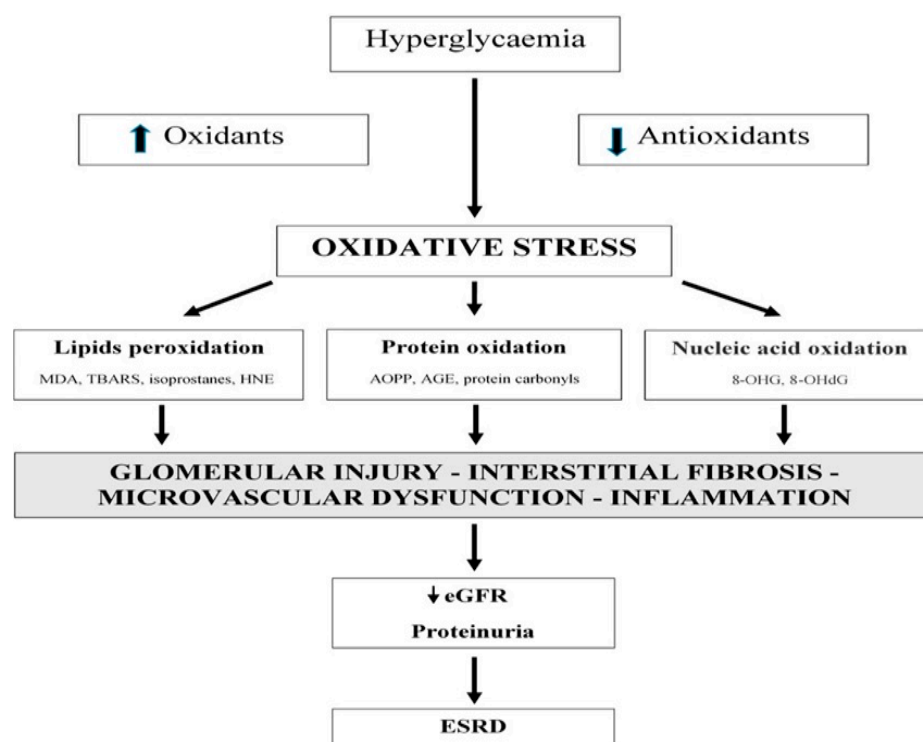 Hyperglycaemia
Oxidants
Antioxidants
OXIDATIVE STRESS
Lipids peroxidation
MDA, TBARS, isoprostanes, HNE
Protein oxidation
AOPP, AGE, protein carbonyls
Nucleic acid oxidation
8-OHG, 8-OHdG
GLOMERULAR INJURY - INTERSTITIAL FIBROSIS -
MICROVASCULAR DYSFUNCTION - INFLAMMATION
↓ eGFR
Proteinuria
ESRD